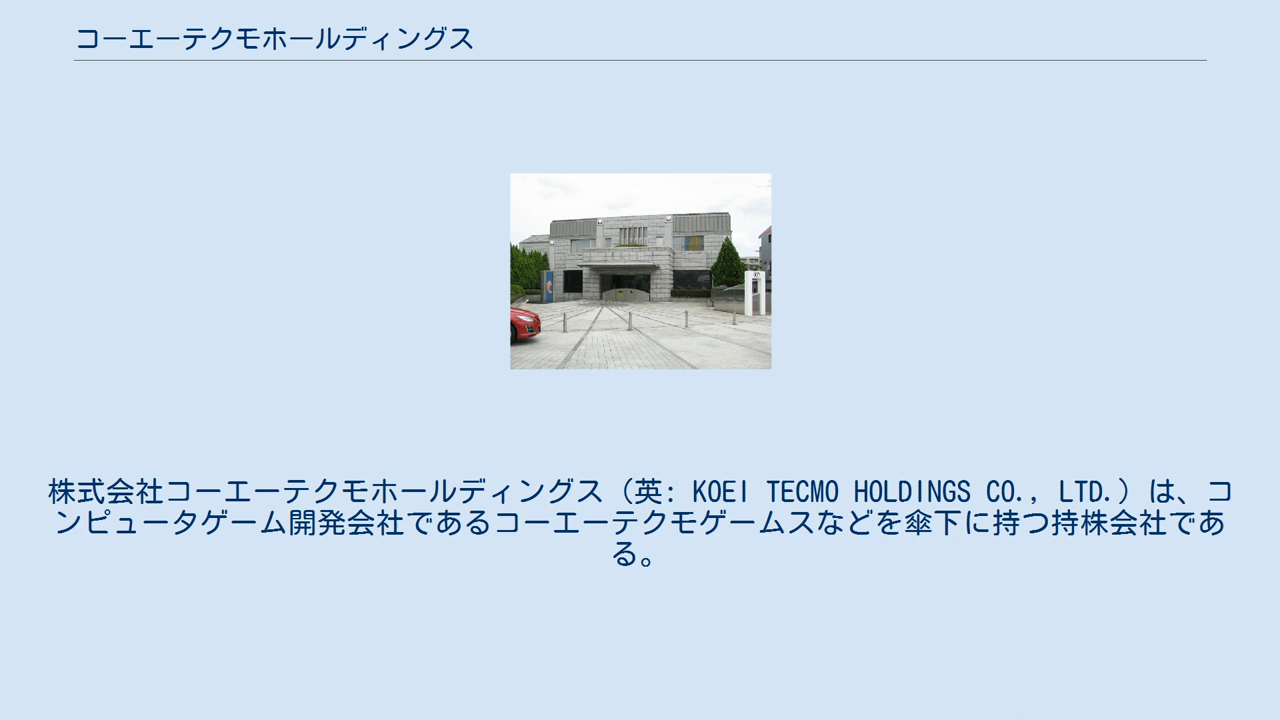 コーエーテクモホールディングス
株式会社コーエーテクモホールディングス（英: KOEI TECMO HOLDINGS CO., LTD.）は、コ
ンピュータゲーム開発会社であるコーエーテクモゲームスなどを傘下に持つ持株会社であ
る。